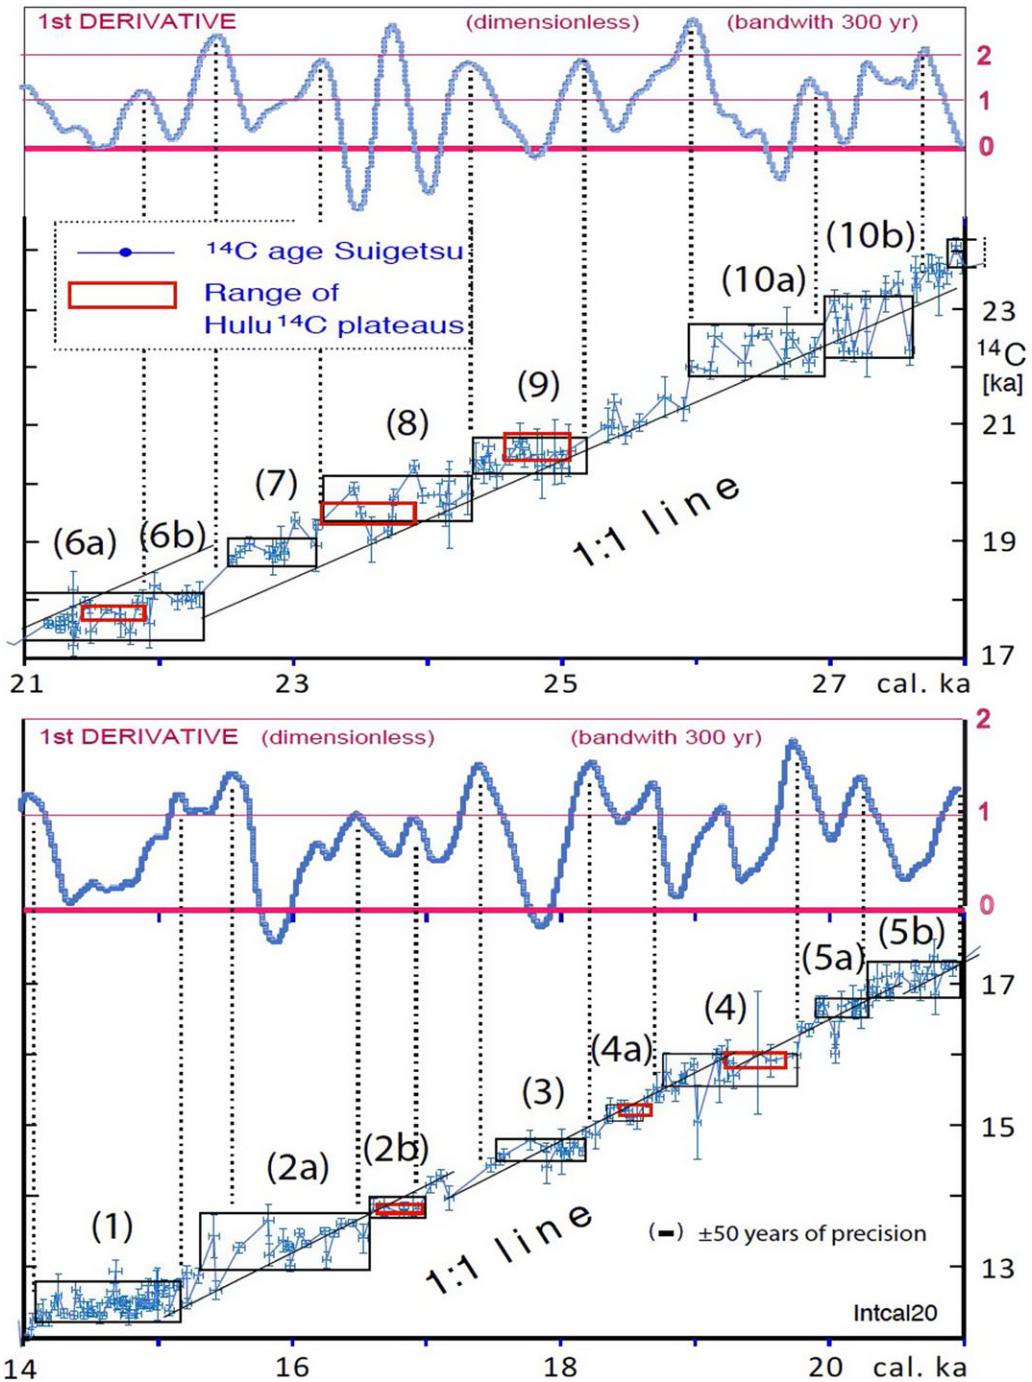 1st DERIVATIVE (dimensionless) (bandwith 300 yr)
2
1
0
14C age Suigetsu
Range of
Hulu 14C plateaus
(10b)
(10a)
23
14C
[ka]
(9)
(8)
21
(7)
1:1 line
(6a) (6b)
19
17
21 23 25 27 cal. ka
1st DERIVATIVE (dimensionless) (bandwith 300 yr)
2
1
0
(5b)
(5a)
17
(4)
(4a)
(3)
15
(2b)
(2a)
1:1 line
(1)
(-) ±50 years of precision
13
Intcal20
14 16 18 20 cal. ka